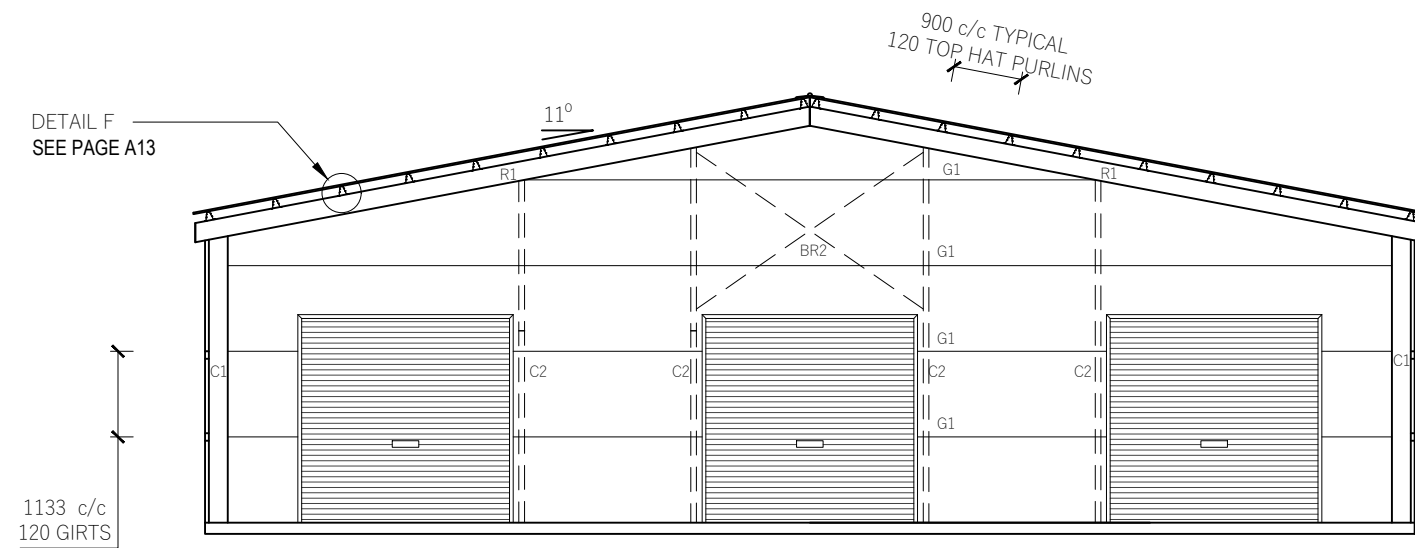 900 c/c TYPICAL
120 TOP HAT PURLINS
DETAIL F
SEE PAGE A13
11⁰
R1
G1
R1
BR2
G1
G1
C1
C2
C2
C2
C2
C1
G1
1133 c/c
120 GIRTS